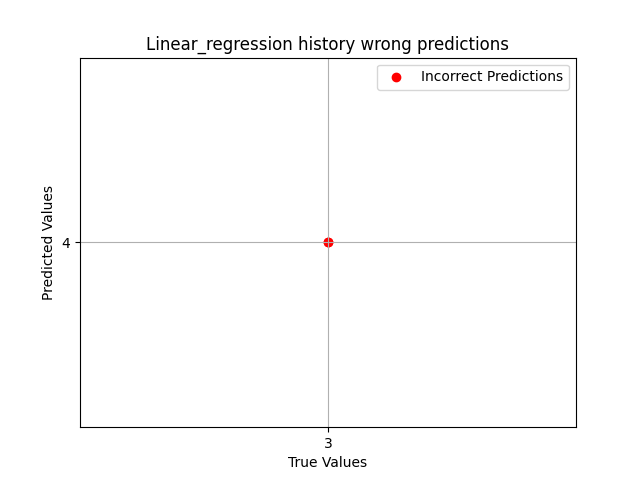 Linear_regression history wrong predictions
Incorrect Predictions
Predicted Values
4
3
True Values